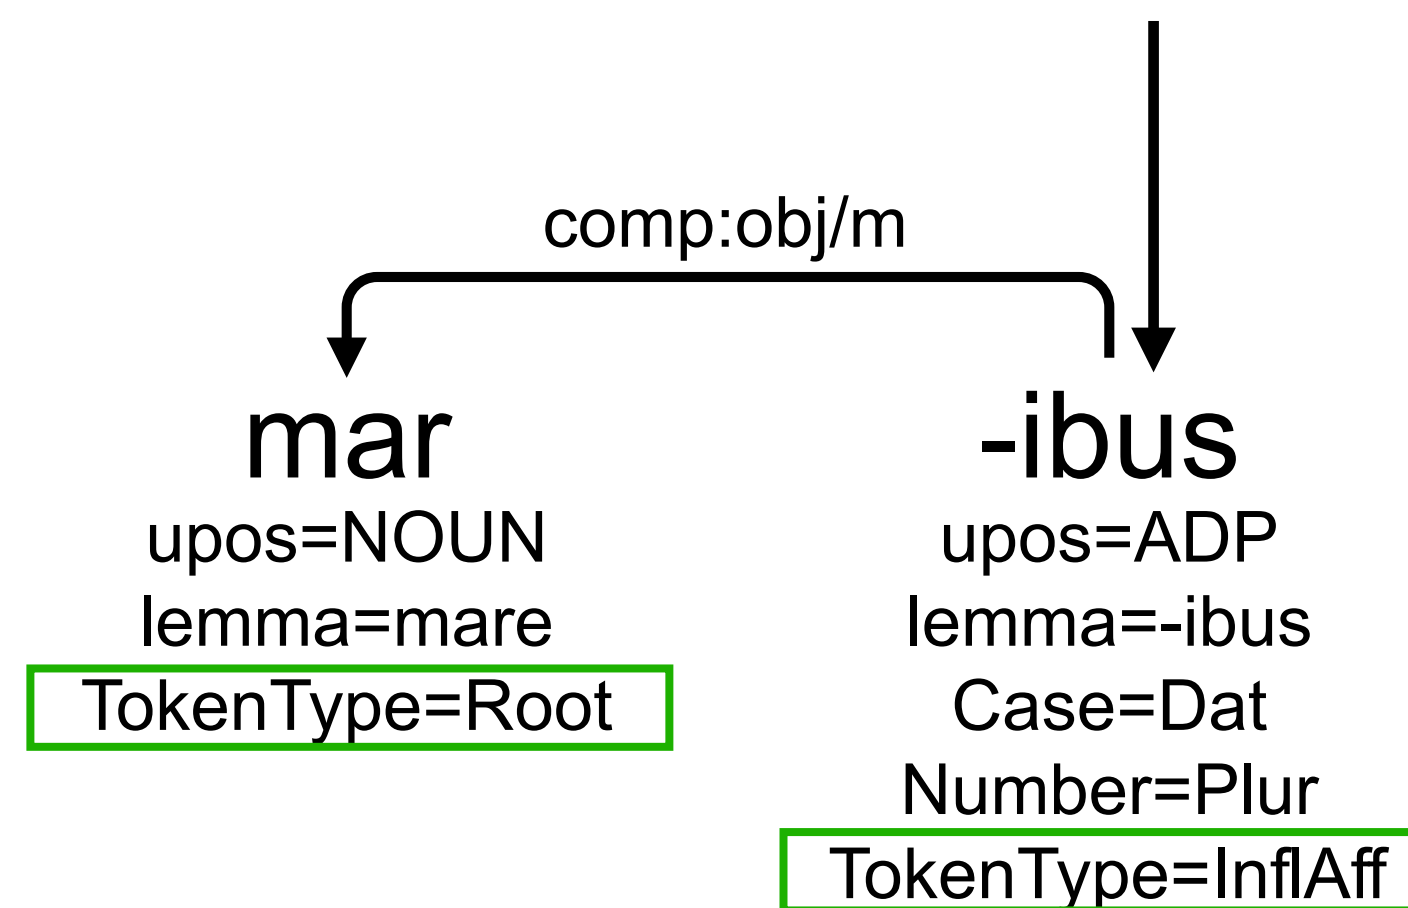 comp:obj/m
mar
-ibus
upos=NOUN
upos=ADP
lemma=mare
lemma=-ibus
TokenType=Root
Case=Dat
Number=Plur
TokenType=InflAff